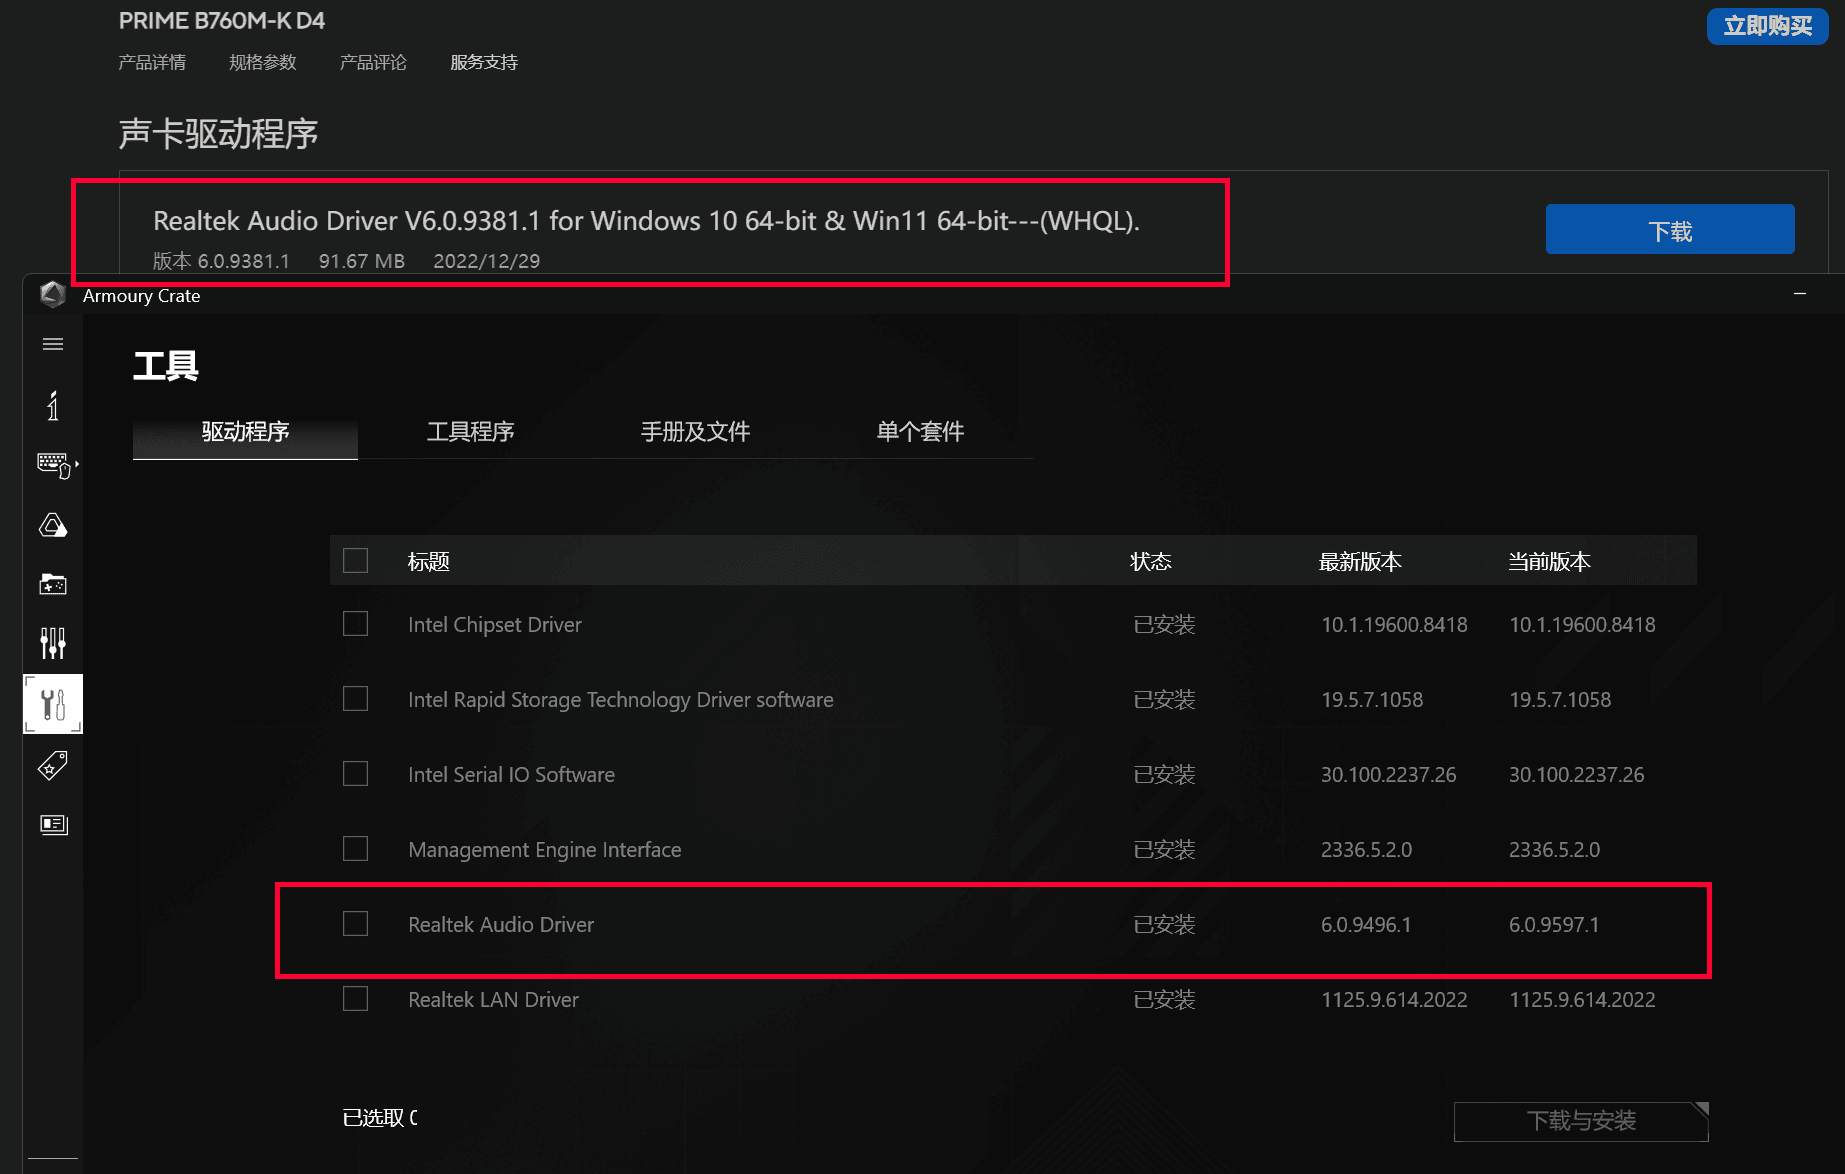 PRIME B760M-K D4
立即购买
产品详情 规格参数 产品评论 服务支持
声卡驱动程序
Realtek Audio Driver V6.0.9381.1 for Windows 10 64-bit & Win11 64-bit---(WHQL).
下载
版本 6.0.9381.1 91.67 MB 2022/12/29
Armoury Crate
工具
驱动程序 工具程序 手册及文件 单个套件
标题 状态 最新版本 当前版本
Intel Chipset Driver 已安装 10.1.19600.8418 10.1.19600.8418
Intel Rapid Storage Technology Driver software 已安装 19.5.7.1058 19.5.7.1058
Intel Serial IO Software 已安装 30.100.2237.26 30.100.2237.26
Management Engine Interface 已安装 2336.5.2.0 2336.5.2.0
Realtek Audio Driver 已安装 6.0.9496.1 6.0.9597.1
Realtek LAN Driver 已安装 1125.9.614.2022 1125.9.614.2022
已选取
下载与安装